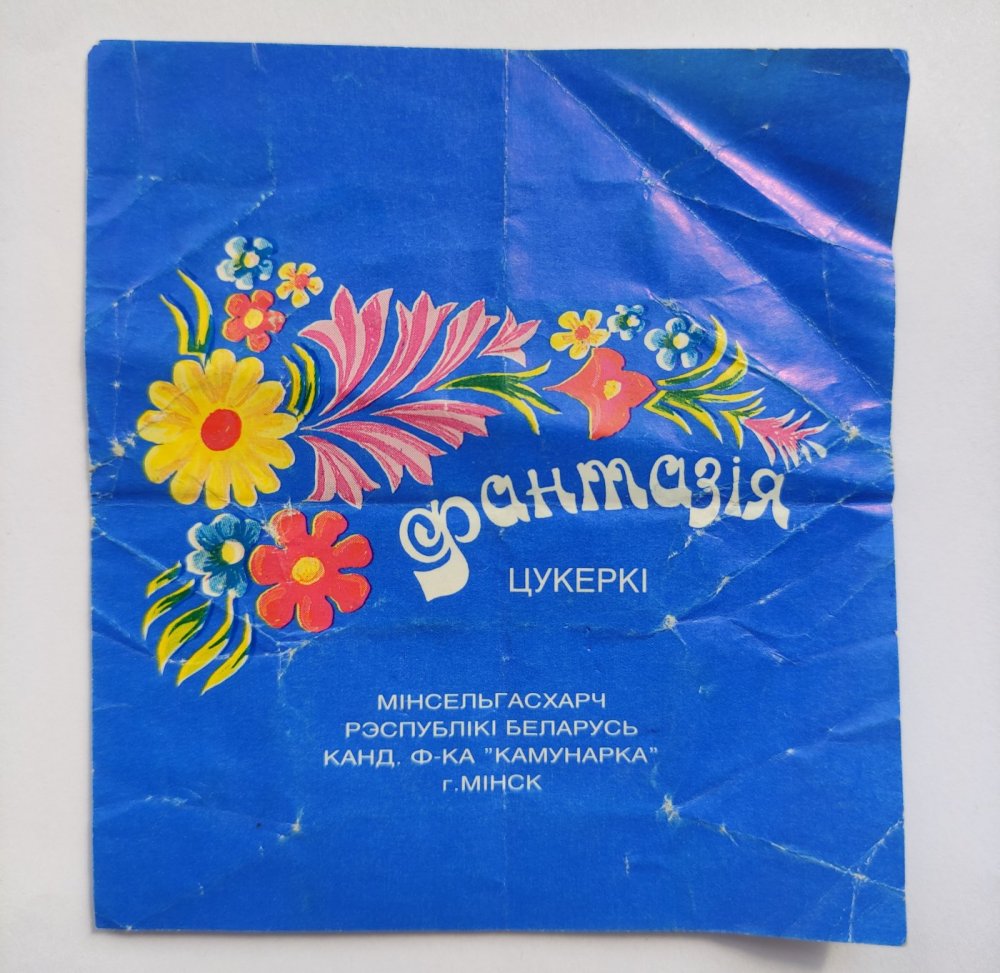 Фантазія
ЦУКЕРКІ
МІНСЕЛЬГАСХАРЧ
РЭСПУБЛІКІ БЕЛАРУСЬ
КАНД. Ф-КА "КАМУНАРКА"
г.МІНСК